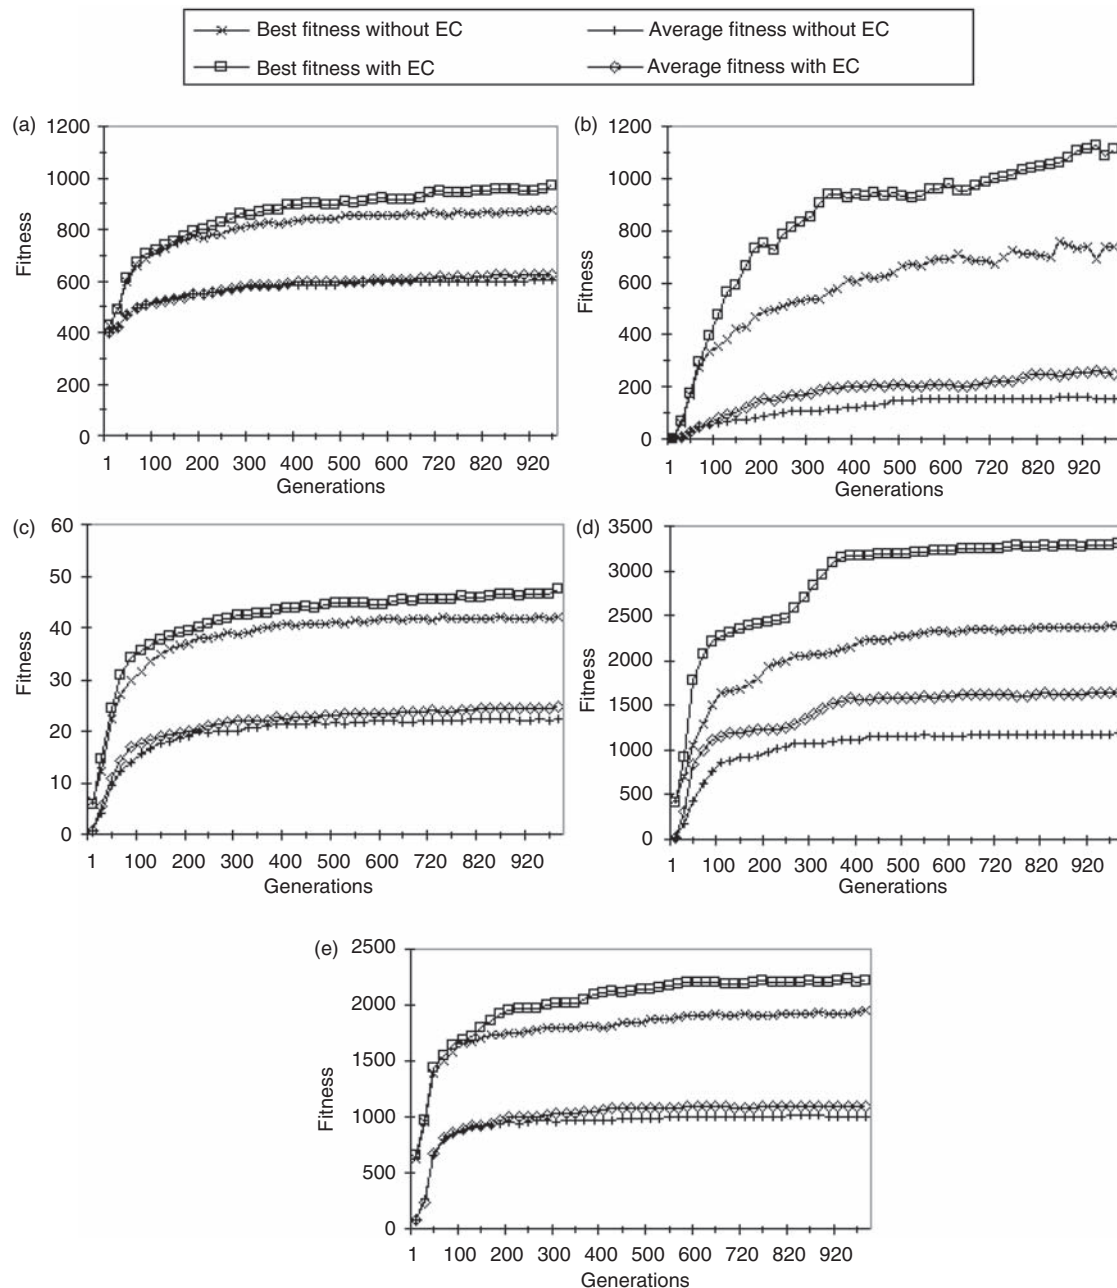 Best fitness without EC
Average fitness without EC
Best fitness with EC
Average fitness with EC
(a)
1200
1000
800
600
400
200
0
Fitness
1 100 200 300 400 500 600 720 820 920
Generations
(b)
1200
1000
800
600
400
200
0
Fitness
1 100 200 300 400 500 600 720 820 920
Generations
(c)
60
50
40
30
20
10
0
Fitness
1 100 200 300 400 500 600 720 820 920
Generations
(d)
3500
3000
2500
2000
1500
1000
500
0
Fitness
1 100 200 300 400 500 600 720 820 920
Generations
(e)
2500
2000
1500
1000
500
0
Fitness
1 100 200 300 400 500 600 720 820 920
Generations